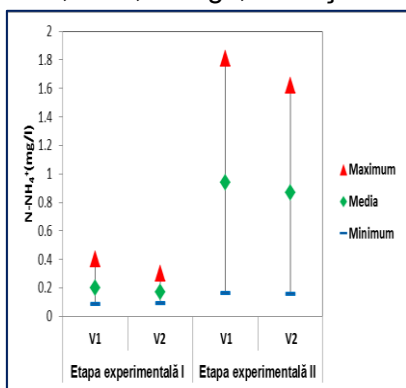 2
1.8
1.6
1.4
1.2
1
0.8
0.6
0.4
0.2
0
N-NH₄⁺(mg/l)
V1 V2 V1 V2
Etapa experimentală I Etapa experimentală II
Maximum
Media
Minimum